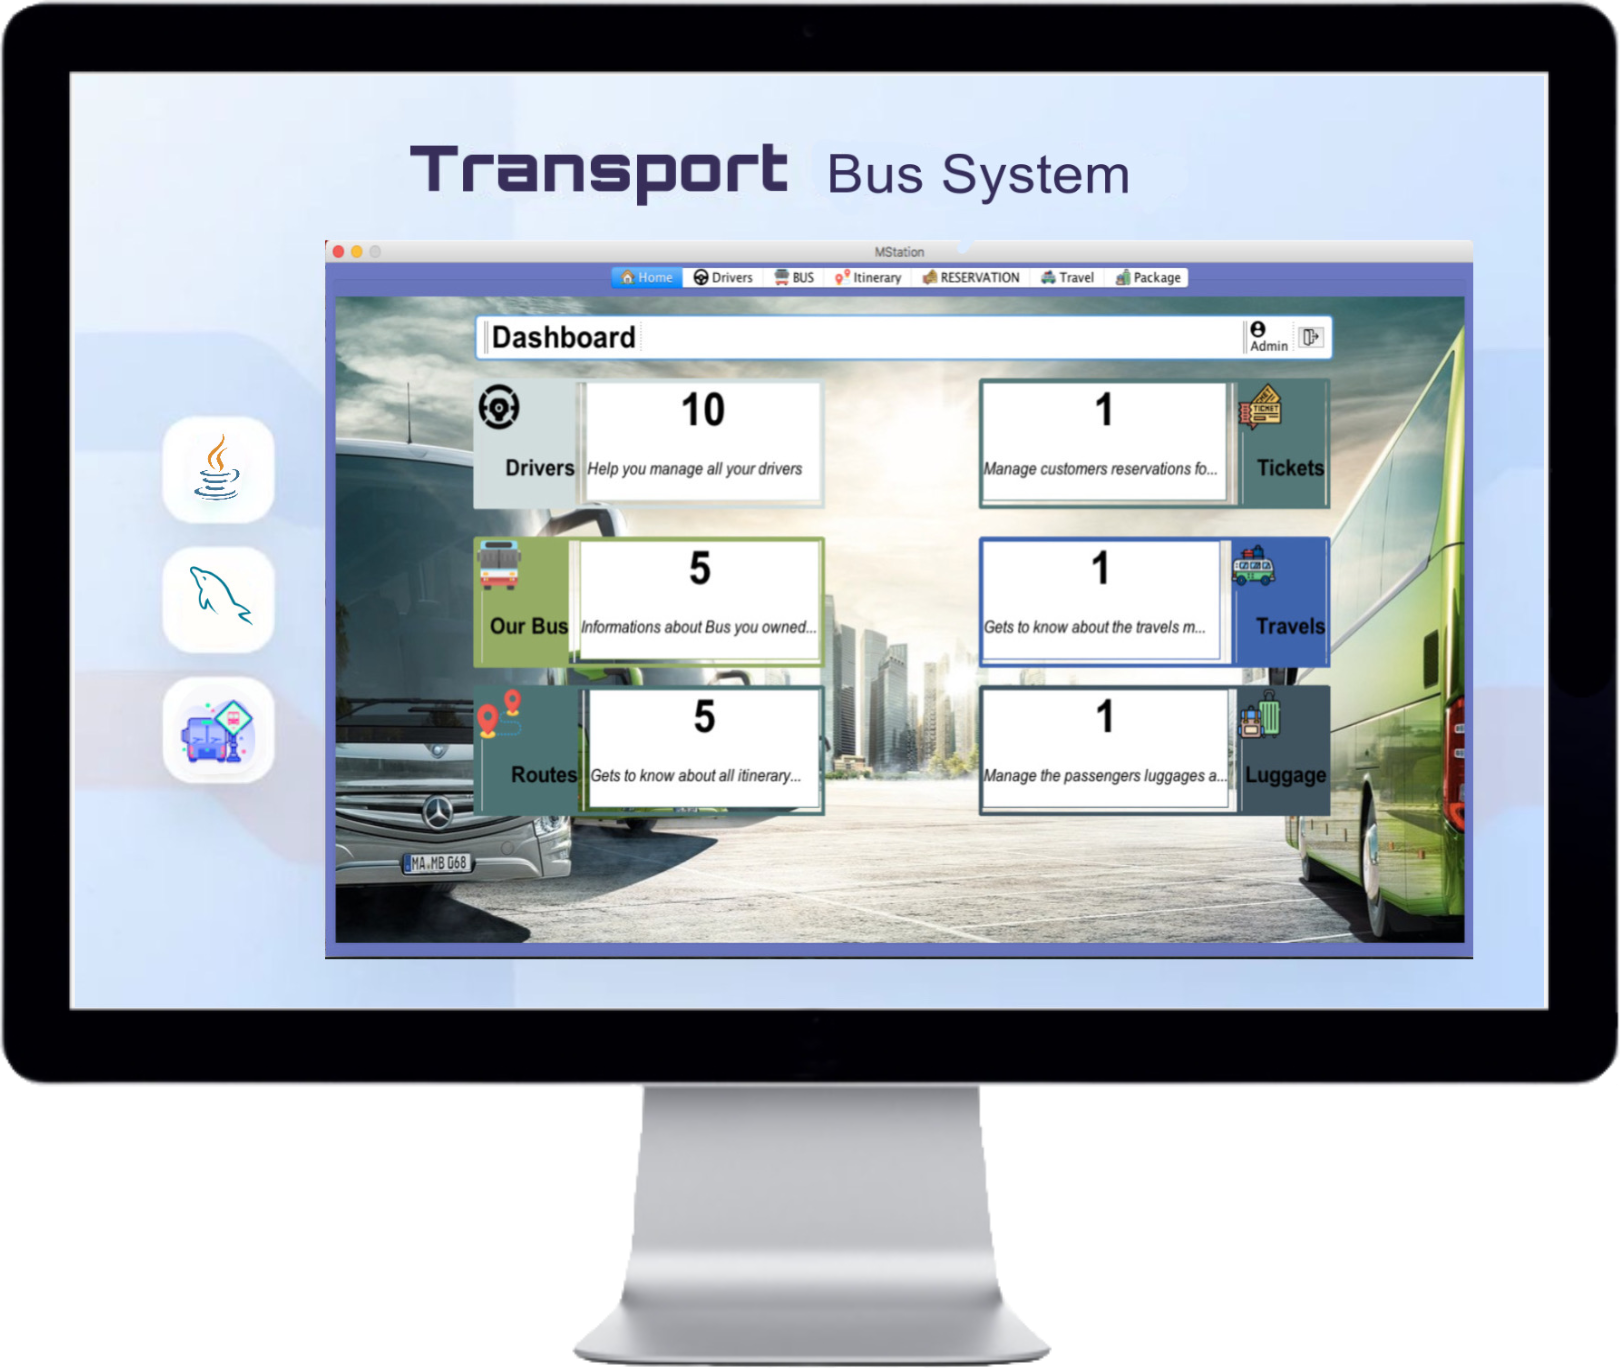 Transport Bus System
MStation
Home Drivers BUS Itinerary RESERVATION Travel Package
Dashboard
Admin
10
Drivers
Help you manage all your drivers
1
Manage customers reservations fo...
TICKET
Tickets
5
Our Bus
Informations about Bus you owned...
1
Gets to know about the travels m...
Travels
5
Routes
Gets to know about all itinerary...
1
Manage the passengers luggages a...
Luggage
MA MB 068